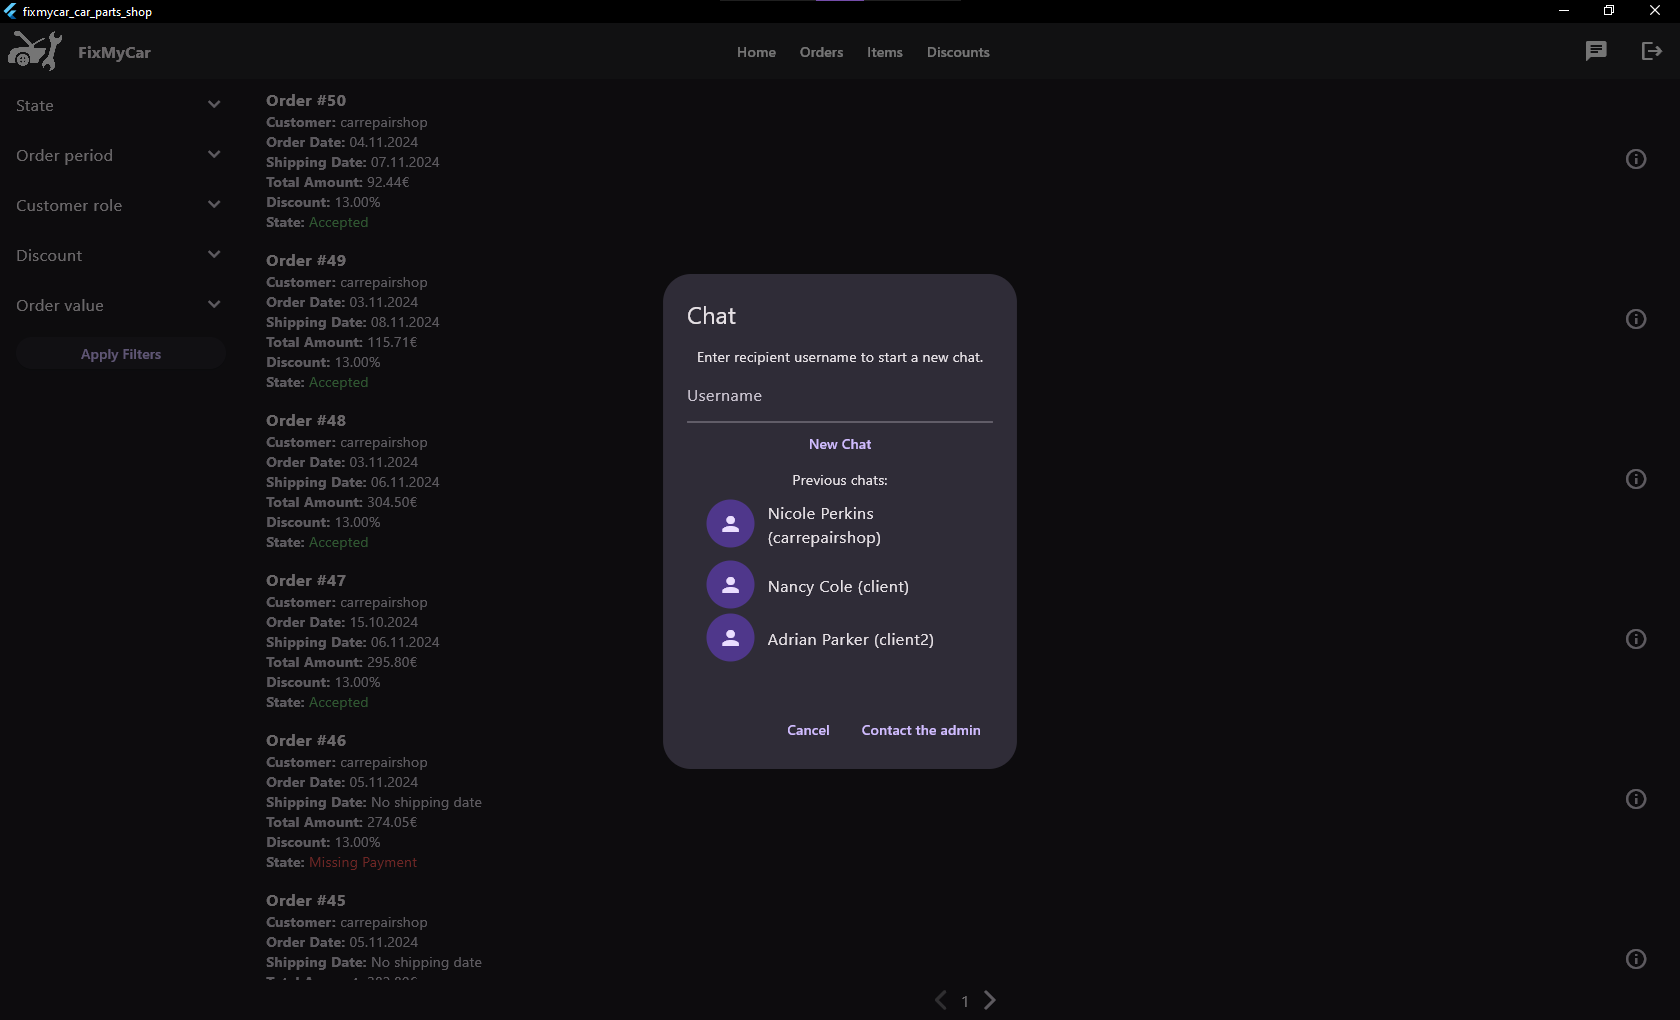 fixmycar_car_parts_shop
FixMyCar
Home
Orders
Items
Discounts
State
Order period
Customer role
Discount
Order value
Apply Filters
Order #50
Customer: carrepairshop
Order Date: 04.11.2024
Shipping Date: 07.11.2024
Total Amount: 92.44€
Discount: 13.00%
State: Accepted
Order #49
Customer: carrepairshop
Order Date: 03.11.2024
Shipping Date: 08.11.2024
Total Amount: 115.71€
Discount: 13.00%
State: Accepted
Order #48
Customer: carrepairshop
Order Date: 03.11.2024
Shipping Date: 06.11.2024
Total Amount: 304.50€
Discount: 13.00%
State: Accepted
Order #47
Customer: carrepairshop
Order Date: 15.10.2024
Shipping Date: 06.11.2024
Total Amount: 295.80€
Discount: 13.00%
State: Accepted
Order #46
Customer: carrepairshop
Order Date: 05.11.2024
Shipping Date: No shipping date
Total Amount: 274.05€
Discount: 13.00%
State: Missing Payment
Order #45
Customer: carrepairshop
Order Date: 05.11.2024
Shipping Date: No shipping date
Chat
Enter recipient username to start a new chat.
Username
New Chat
Previous chats:
Nicole Perkins
(carrepairshop)
Nancy Cole (client)
Adrian Parker (client2)
Cancel
Contact the admin
1